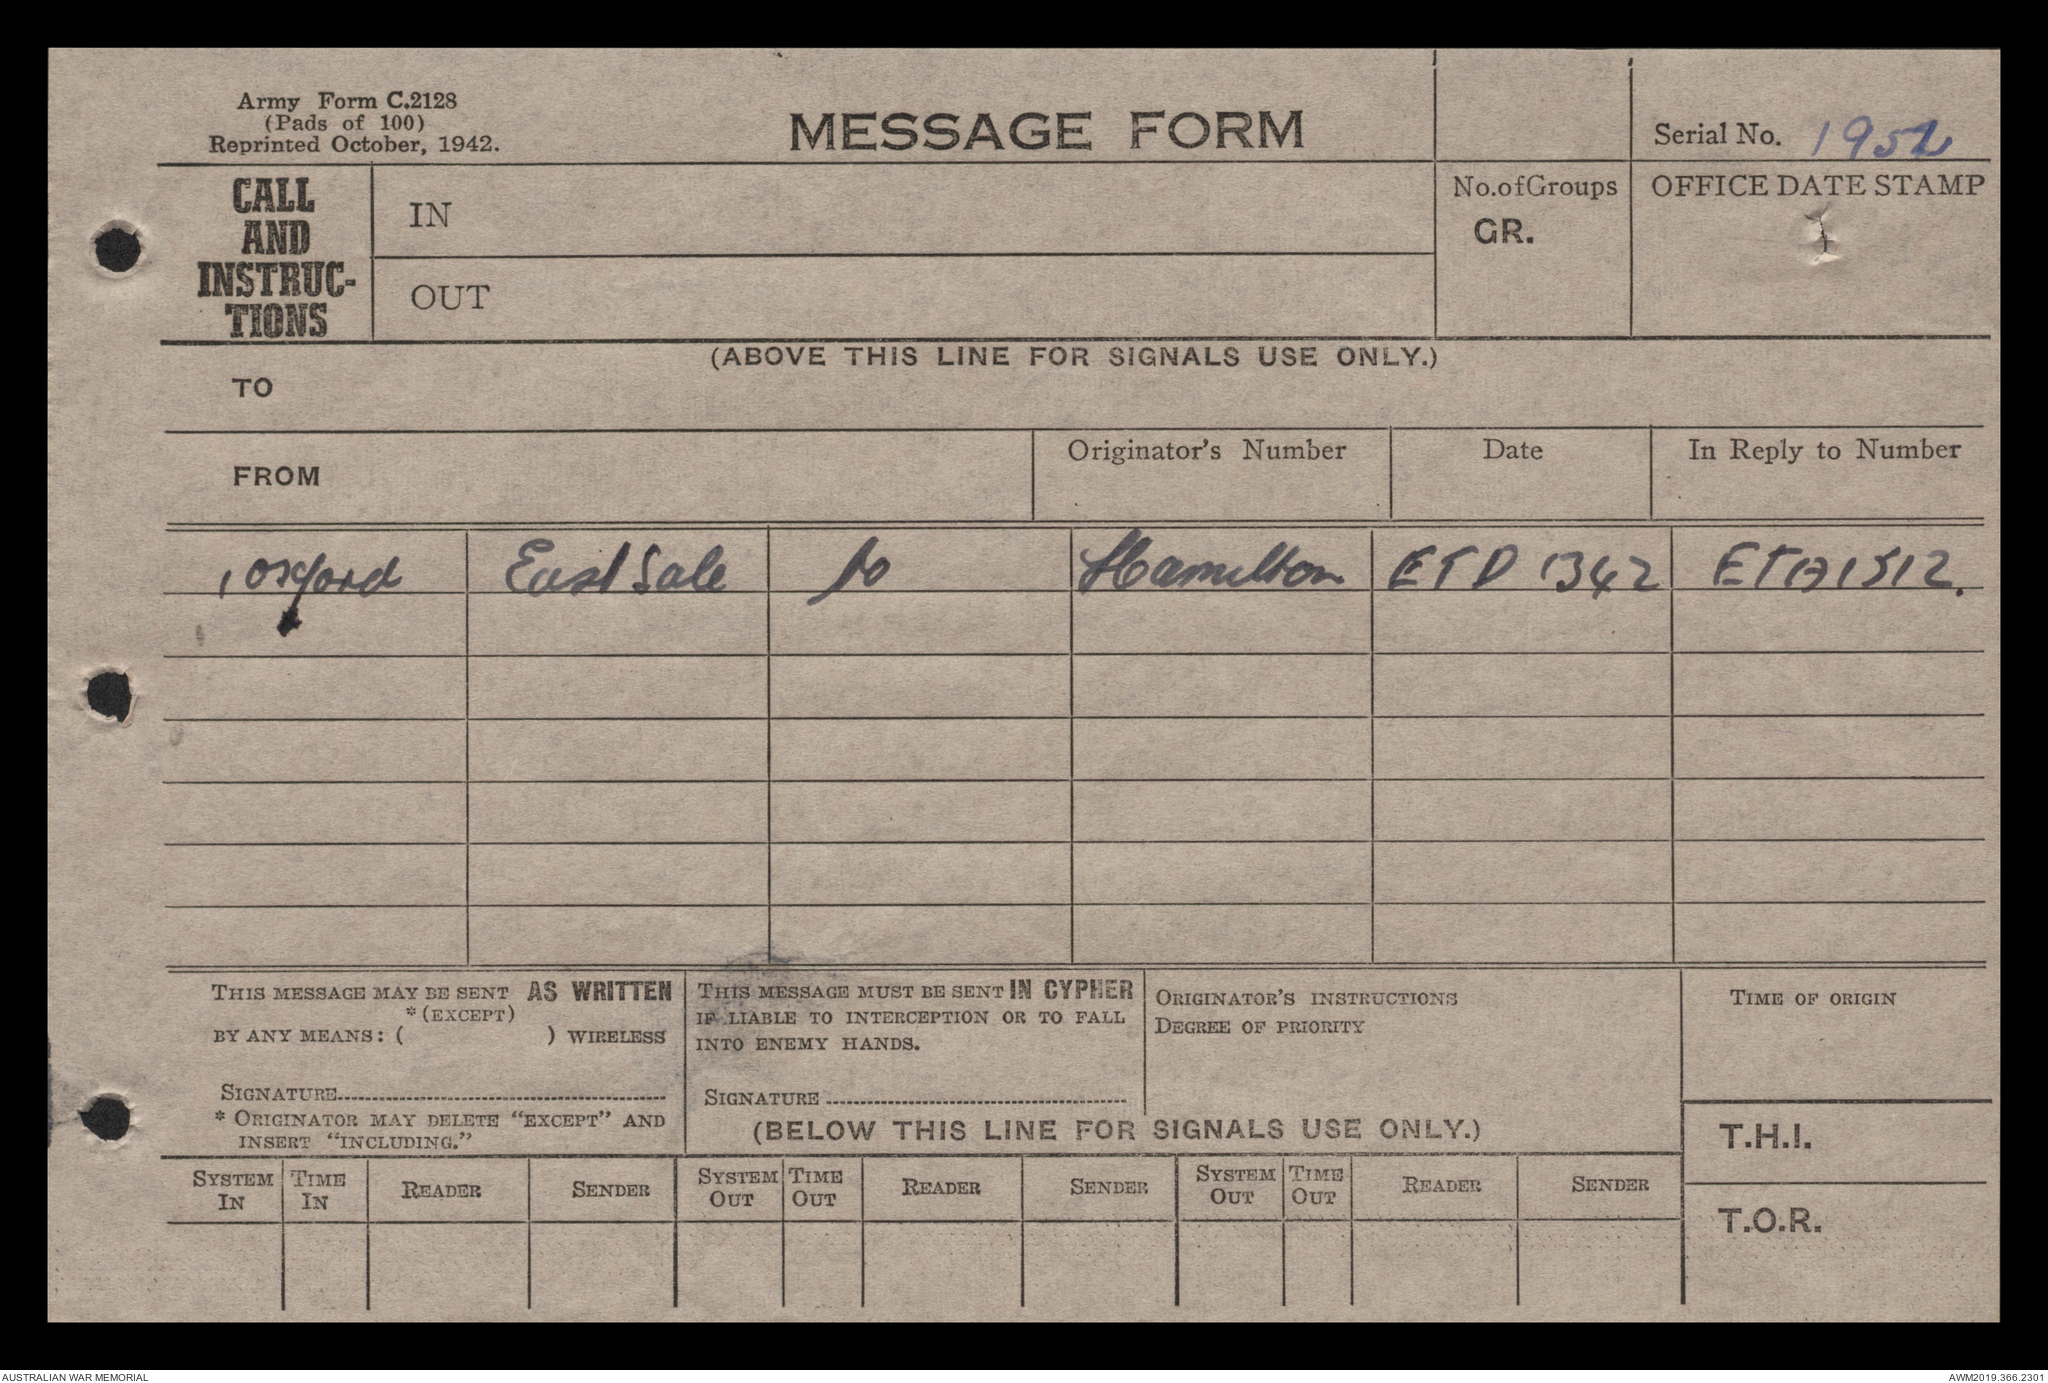 Army Form C.2128
(Pads of 100)
Reprinted October, 1942.
MESSAGE FORM
Serial No. 1952
CALL
AND
INSTRUC-
TIONS
IN
OUT
No. of Groups
GR.
OFFICE DATE STAMP
(ABOVE THIS LINE FOR SIGNALS USE ONLY.)
TO
FROM
Originator's Number
Date
In Reply to Number
1 Oxford East Sale to Hamilton ETD 1342 ETA 1512.
THIS MESSAGE MAY BE SENT AS WRITTEN
* (EXCEPT)
BY ANY MEANS: ( ) WIRELESS
SIGNATURE
* ORIGINATOR MAY DELETE "EXCEPT" AND
INSERT "INCLUDING."
THIS MESSAGE MUST BE SENT IN CYPHER
IF LIABLE TO INTERCEPTION OR TO FALL
INTO ENEMY HANDS.
SIGNATURE
ORIGINATOR'S INSTRUCTIONS
DEGREE OF PRIORITY
TIME OF ORIGIN
(BELOW THIS LINE FOR SIGNALS USE ONLY.)
T.H.I.
T.O.R.
SYSTEM IN
TIME IN
READER
SENDER
SYSTEM OUT
TIME OUT
READER
SENDER
SYSTEM OUT
TIME OUT
READER
SENDER
AUSTRALIAN WAR MEMORIAL
AWM2019.366.2301